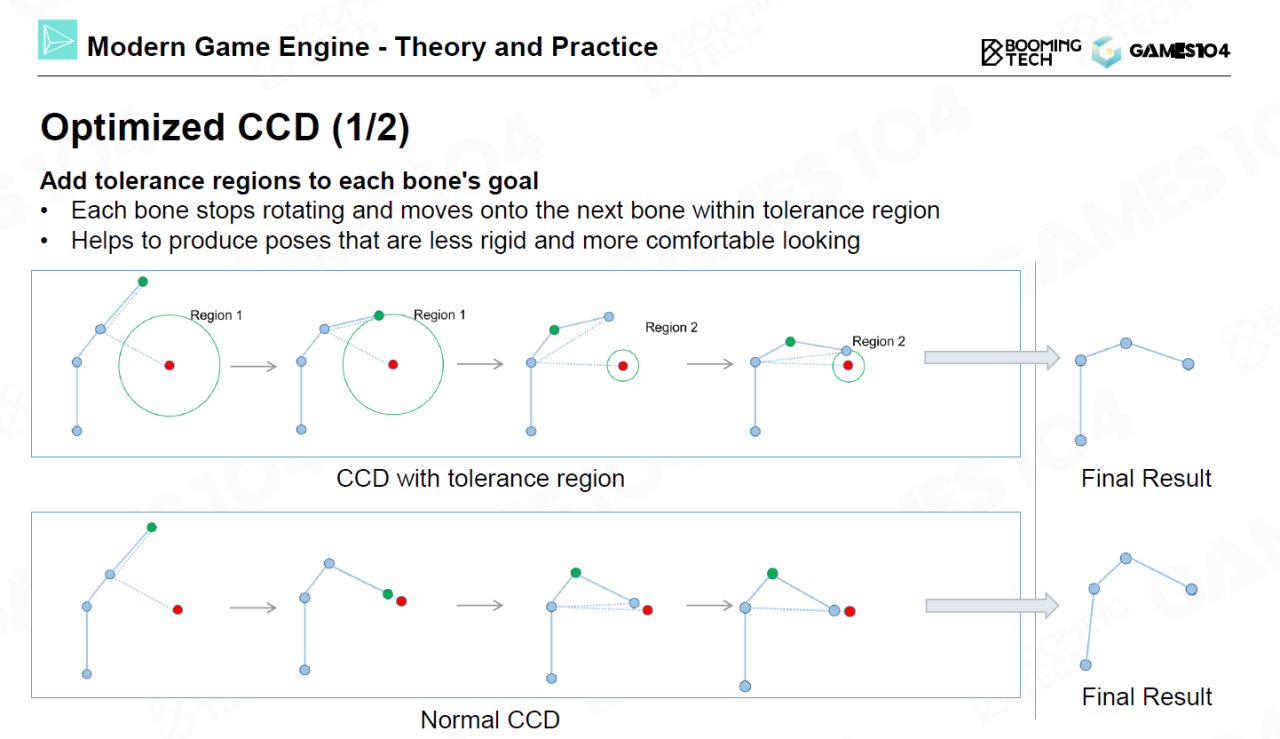 Modern Game Engine - Theory and Practice
BOOMING
TECH
GAMES104
Optimized CCD (1/2)
Add tolerance regions to each bone's goal
• Each bone stops rotating and moves onto the next bone within tolerance region
• Helps to produce poses that are less rigid and more comfortable looking
Region 1
Region 1
Region 2
Region 2
CCD with tolerance region
Final Result
Normal CCD
Final Result